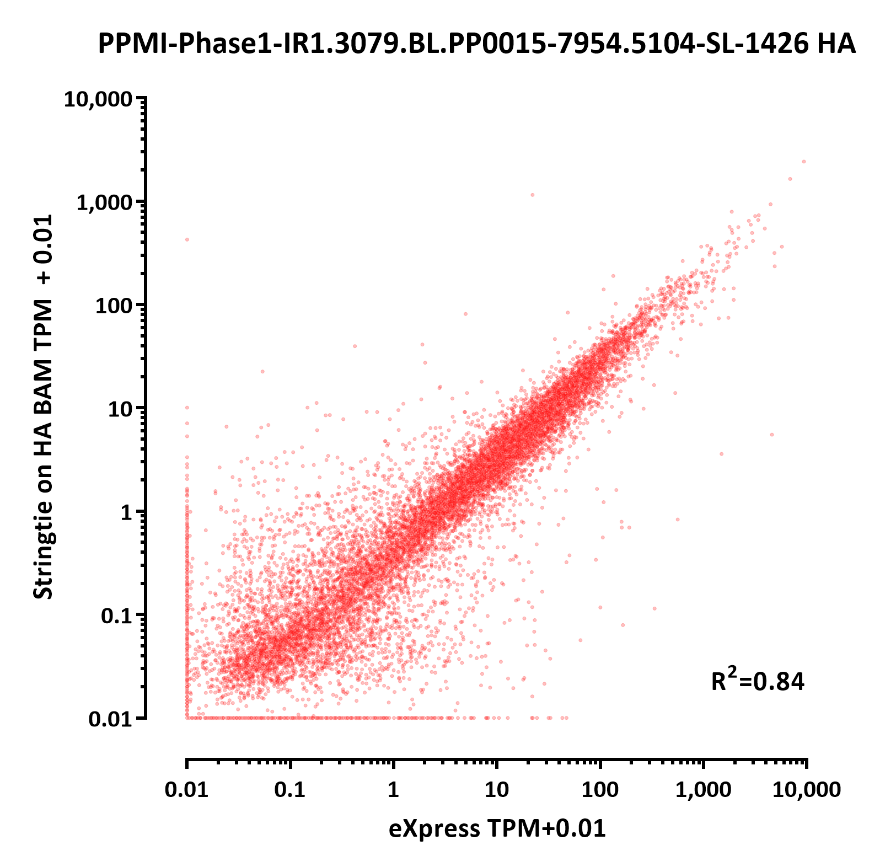 PPMI-Phase1-IR1.3079.BL.PP0015-7954.5104-SL-1426 HA
10,000
1,000
100
10
1
0.1
0.01
Stringtie on HA BAM TPM + 0.01
R²=0.84
0.01 0.1 1 10 100 1,000 10,000
eXpress TPM+0.01